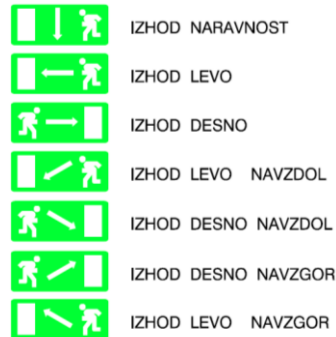 IZHOD NARAVNOST
IZHOD LEVO
IZHOD DESNO
IZHOD LEVO NAVZDOL
IZHOD DESNO NAVZDOL
IZHOD DESNO NAVZGOR
IZHOD LEVO NAVZGOR